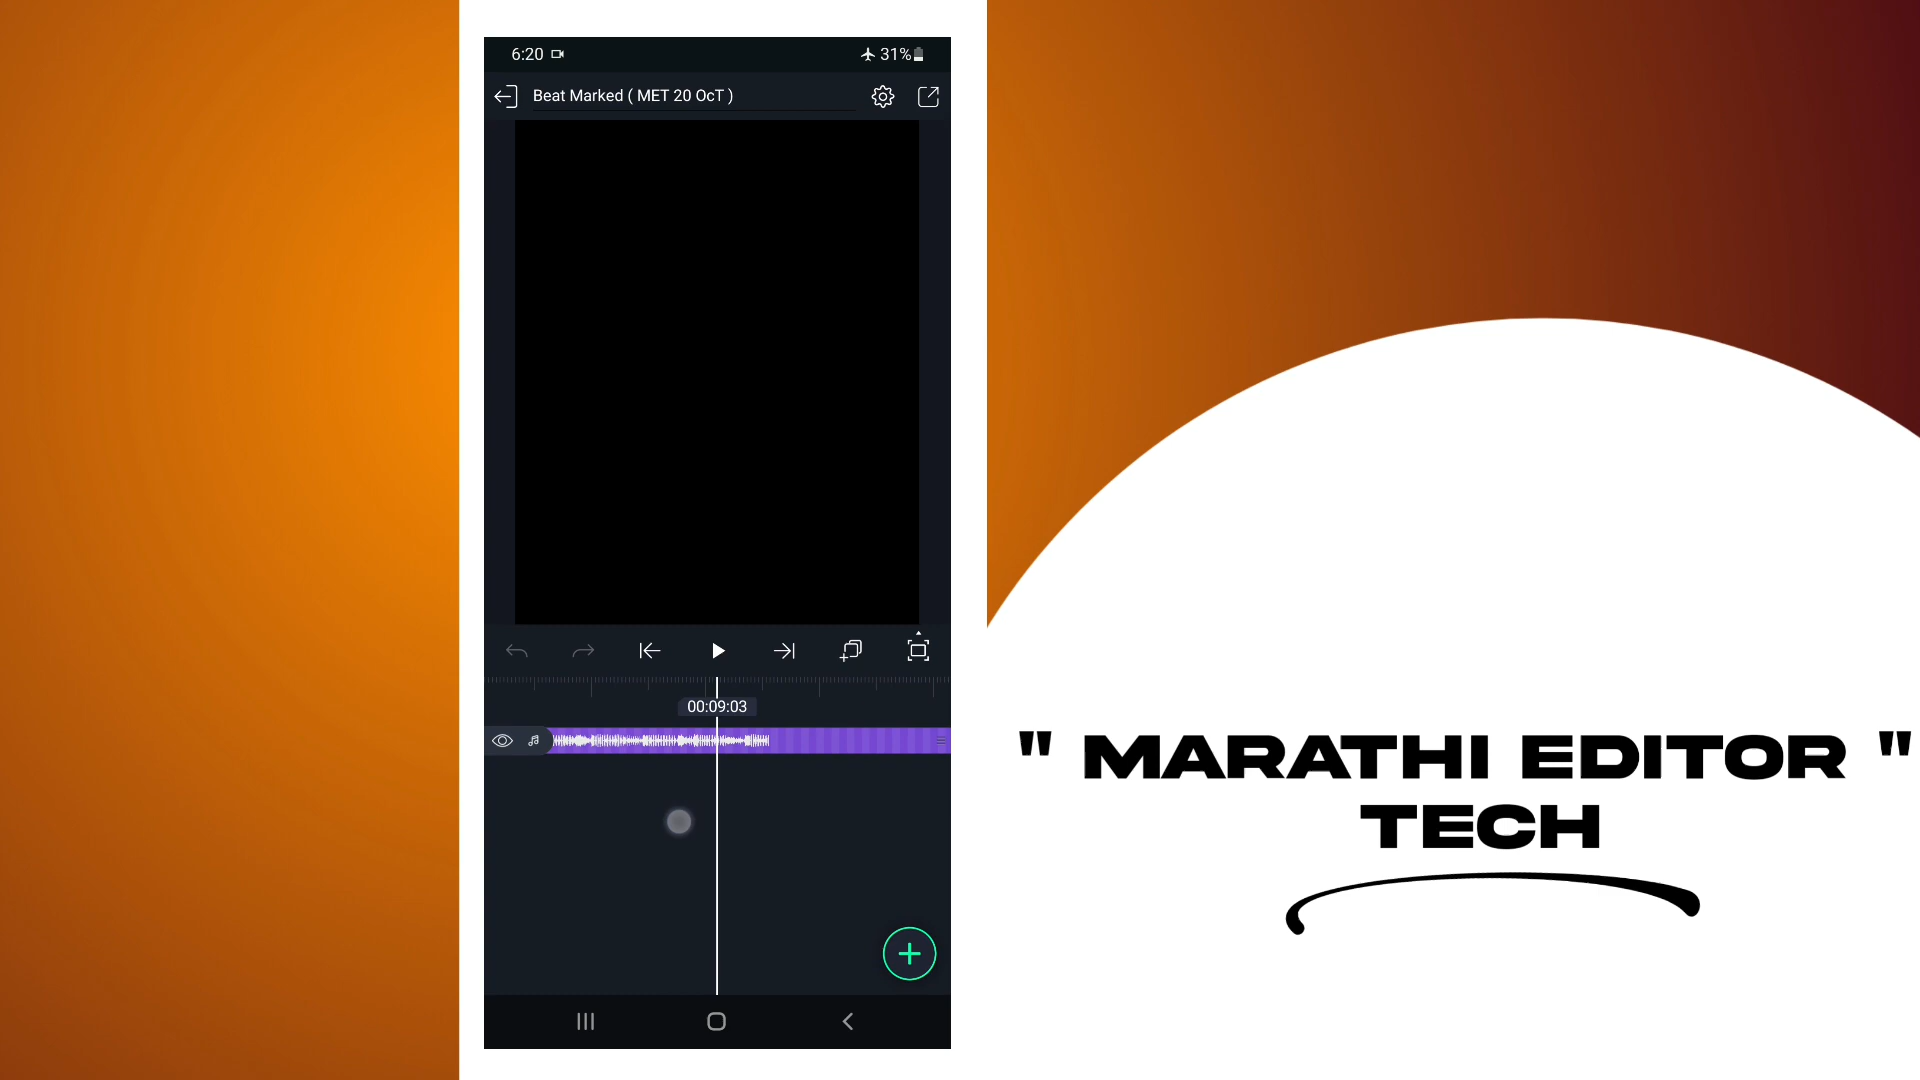 6:20 31%
Beat Marked ( MET 20 OcT )
00:09:03
" MARATHI EDITOR "
TECH